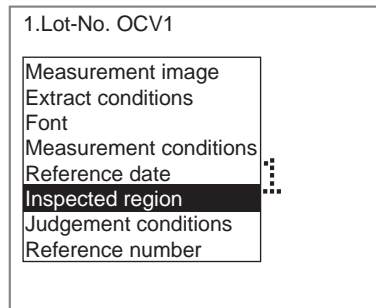 1.Lot-No. OCV1
Measurement image
Extract conditions
Font
Measurement conditions
Reference date
Inspected region
Judgement conditions
Reference number
1.